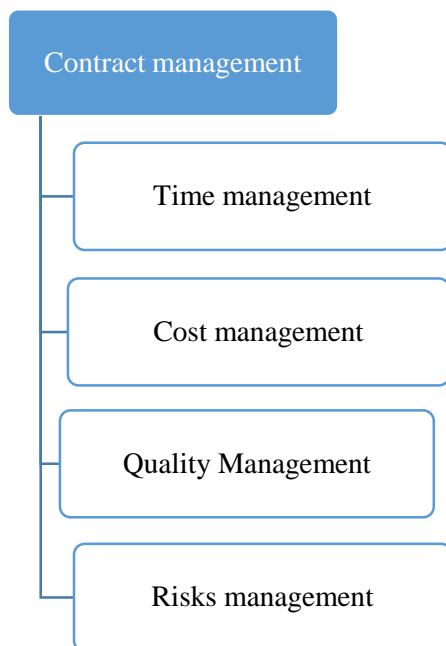 Contract management
Time management
Cost management
Quality Management
Risks management